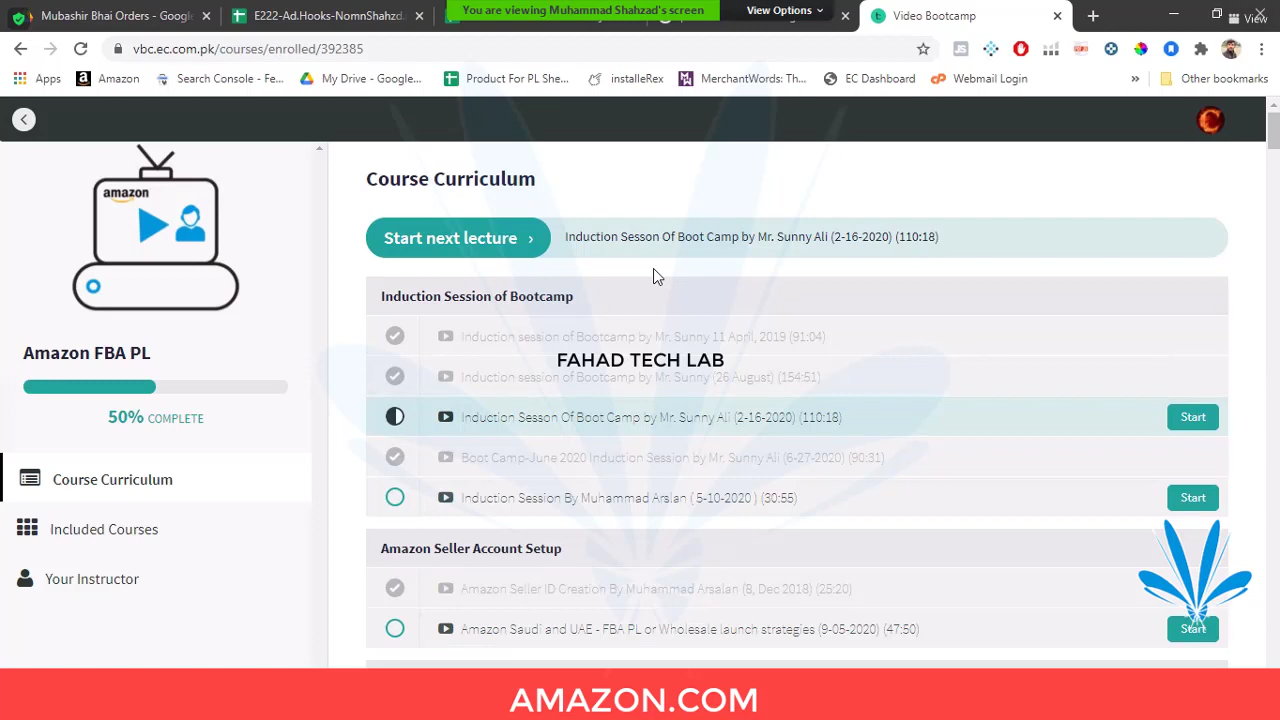 Mubashir Bhai Orders - Google
E222-Ad.Hooks-NomnShahzd.
You are viewing Muhammad Shahzad's screen
View Options
Video Bootcamp
View
vbc.ec.com.pk/courses/enrolled/392385
Apps
Amazon
Search Console - Fe...
My Drive - Google...
Product For PL She...
installeRex
MerchantWords: Th...
EC Dashboard
Webmail Login
Other bookmarks
amazon
Amazon FBA PL
50% COMPLETE
Course Curriculum
Included Courses
Your Instructor
Course Curriculum
Start next lecture ›
Induction Sesson Of Boot Camp by Mr. Sunny Ali (2-16-2020) (110:18)
Induction Session of Bootcamp
Induction session of Bootcamp by Mr. Sunny 11 April, 2019 (91:04)
FAHAD TECH LAB
Induction session of Bootcamp by Mr. Sunny (26 August) (154:51)
Induction Sesson Of Boot Camp by Mr. Sunny Ali (2-16-2020) (110:18)
Start
Boot Camp-June 2020 Induction Session by Mr. Sunny Ali (6-27-2020) (90:31)
Induction Session By Muhammad Arslan ( 5-10-2020 ) (30:55)
Start
Amazon Seller Account Setup
Amazon Seller ID Creation By Muhammad Arsalan (8, Dec 2018) (25:20)
Amazon Saudi and UAE - FBA PL or Wholesale launch strategies (9-05-2020) (47:50)
Start
AMAZON.COM